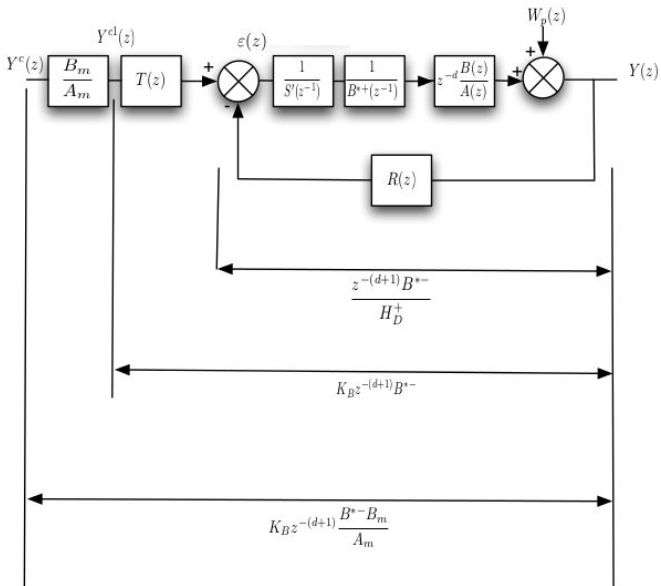 W_p(z)
Y^{c1}(z)
ε(z)
Y^c(z) B_m/A_m T(z) + - 1/S'(z^{-1}) 1/B^{*+}(z^{-1}) z^{-d} B(z)/A(z) + + Y(z)
R(z)
z^{-(d+1)} B^{*-}/H_D^+
K_B z^{-(d+1)} B^{*-}
K_B z^{-(d+1)} B^{*-} B_m/A_m